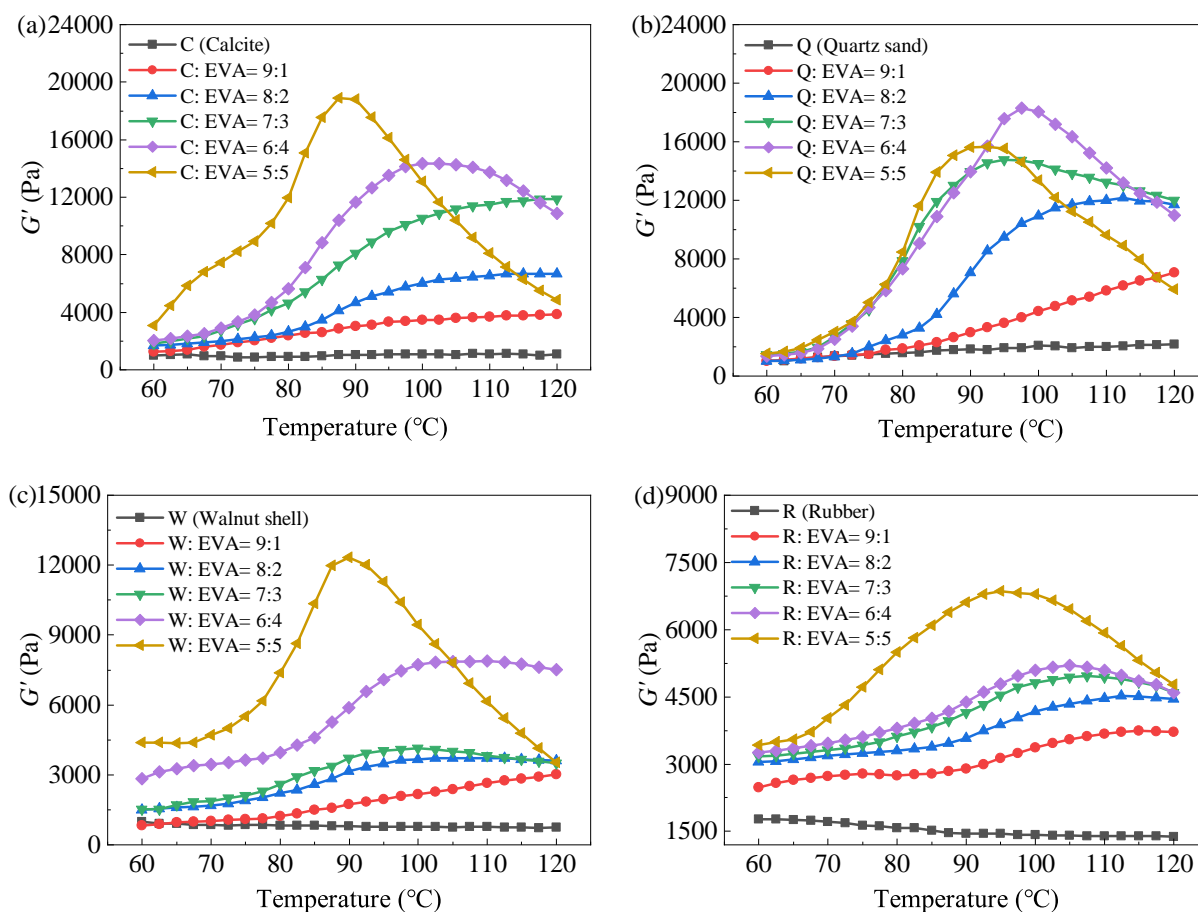 (a)
24000
20000
16000
12000
8000
4000
0
G′ (Pa)
C (Calcite)
C: EVA= 9:1
C: EVA= 8:2
C: EVA= 7:3
C: EVA= 6:4
C: EVA= 5:5
60 70 80 90 100 110 120
Temperature (℃)
(b)
24000
20000
16000
12000
8000
4000
0
G′ (Pa)
Q (Quartz sand)
Q: EVA= 9:1
Q: EVA= 8:2
Q: EVA= 7:3
Q: EVA= 6:4
Q: EVA= 5:5
60 70 80 90 100 110 120
Temperature (℃)
(c)
15000
12000
9000
6000
3000
0
G′ (Pa)
W (Walnut shell)
W: EVA= 9:1
W: EVA= 8:2
W: EVA= 7:3
W: EVA= 6:4
W: EVA= 5:5
60 70 80 90 100 110 120
Temperature (℃)
(d)
9000
7500
6000
4500
3000
1500
G′ (Pa)
R (Rubber)
R: EVA= 9:1
R: EVA= 8:2
R: EVA= 7:3
R: EVA= 6:4
R: EVA= 5:5
60 70 80 90 100 110 120
Temperature (℃)